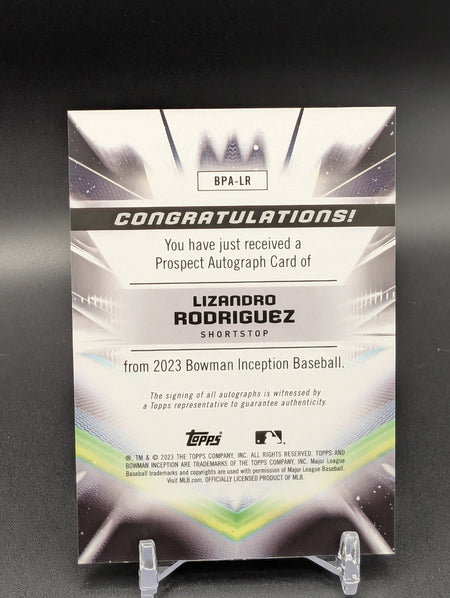 BPA-LR
CONGRATULATIONS!
You have just received a
Prospect Autograph Card of
LIZANDRO
RODRIGUEZ
SHORTSTOP
from 2023 Bowman Inception Baseball.
The signing of all autographs is witnessed by
a Topps representative to guarantee authenticity.
Topps
®, TM & © 2023 THE TOPPS COMPANY, INC. ALL RIGHTS RESERVED. TOPPS AND
BOWMAN INCEPTION ARE TRADEMARKS OF THE TOPPS COMPANY, INC. Major League
Baseball trademarks and copyrights are used with permission of Major League Baseball.
Visit MLB.com. OFFICIALLY LICENSED PRODUCT OF MLB.